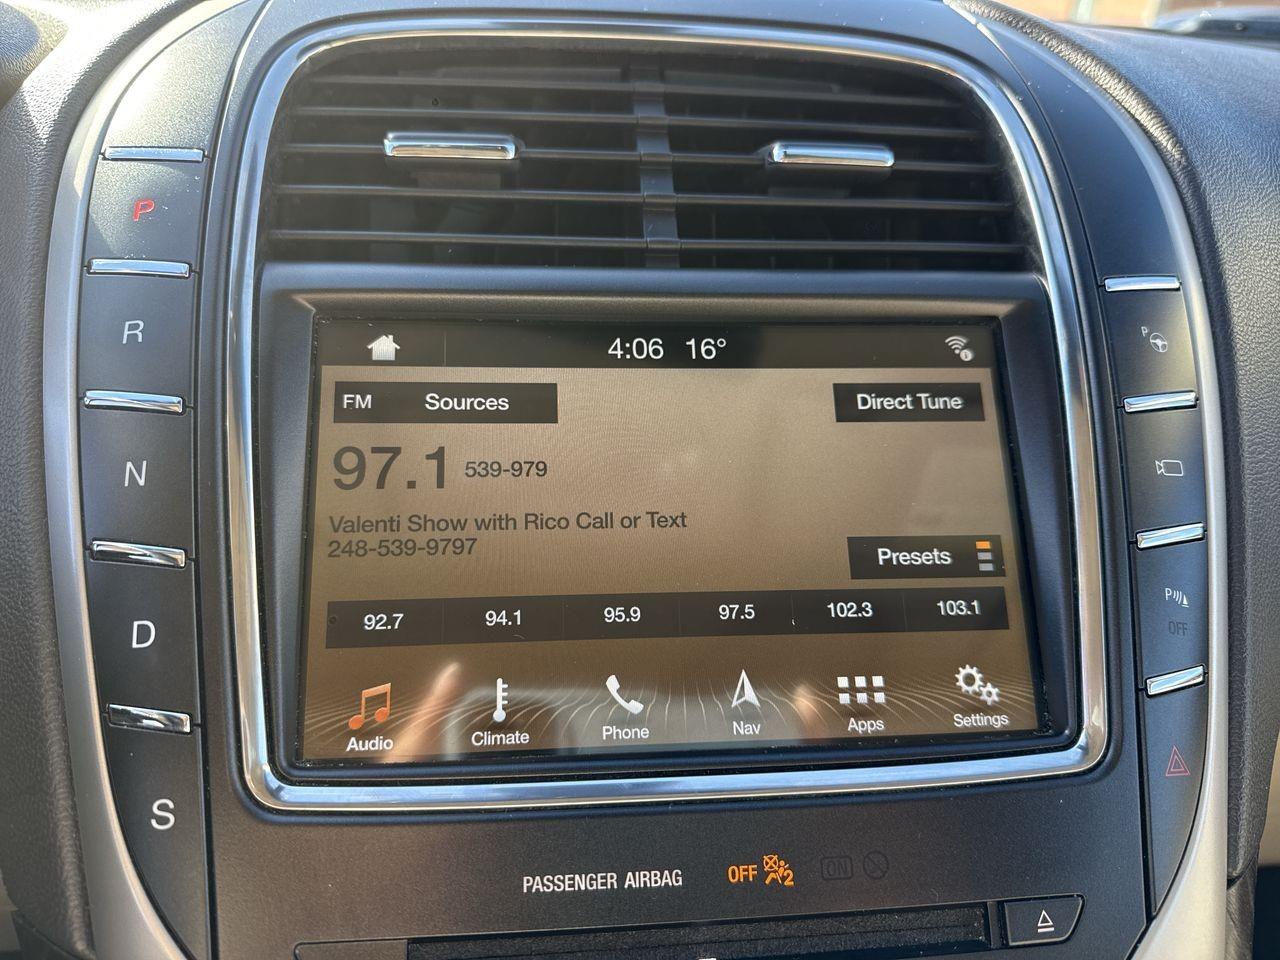 P
R
N
D
S
4:06 16°
FM Sources
Direct Tune
97.1 539-979
Valenti Show with Rico Call or Text
248-539-9797
Presets
92.7 94.1 95.9 97.5 102.3 103.1
Audio Climate Phone Nav Apps Settings
P
P
OFF
PASSENGER AIRBAG OFF 2 ON